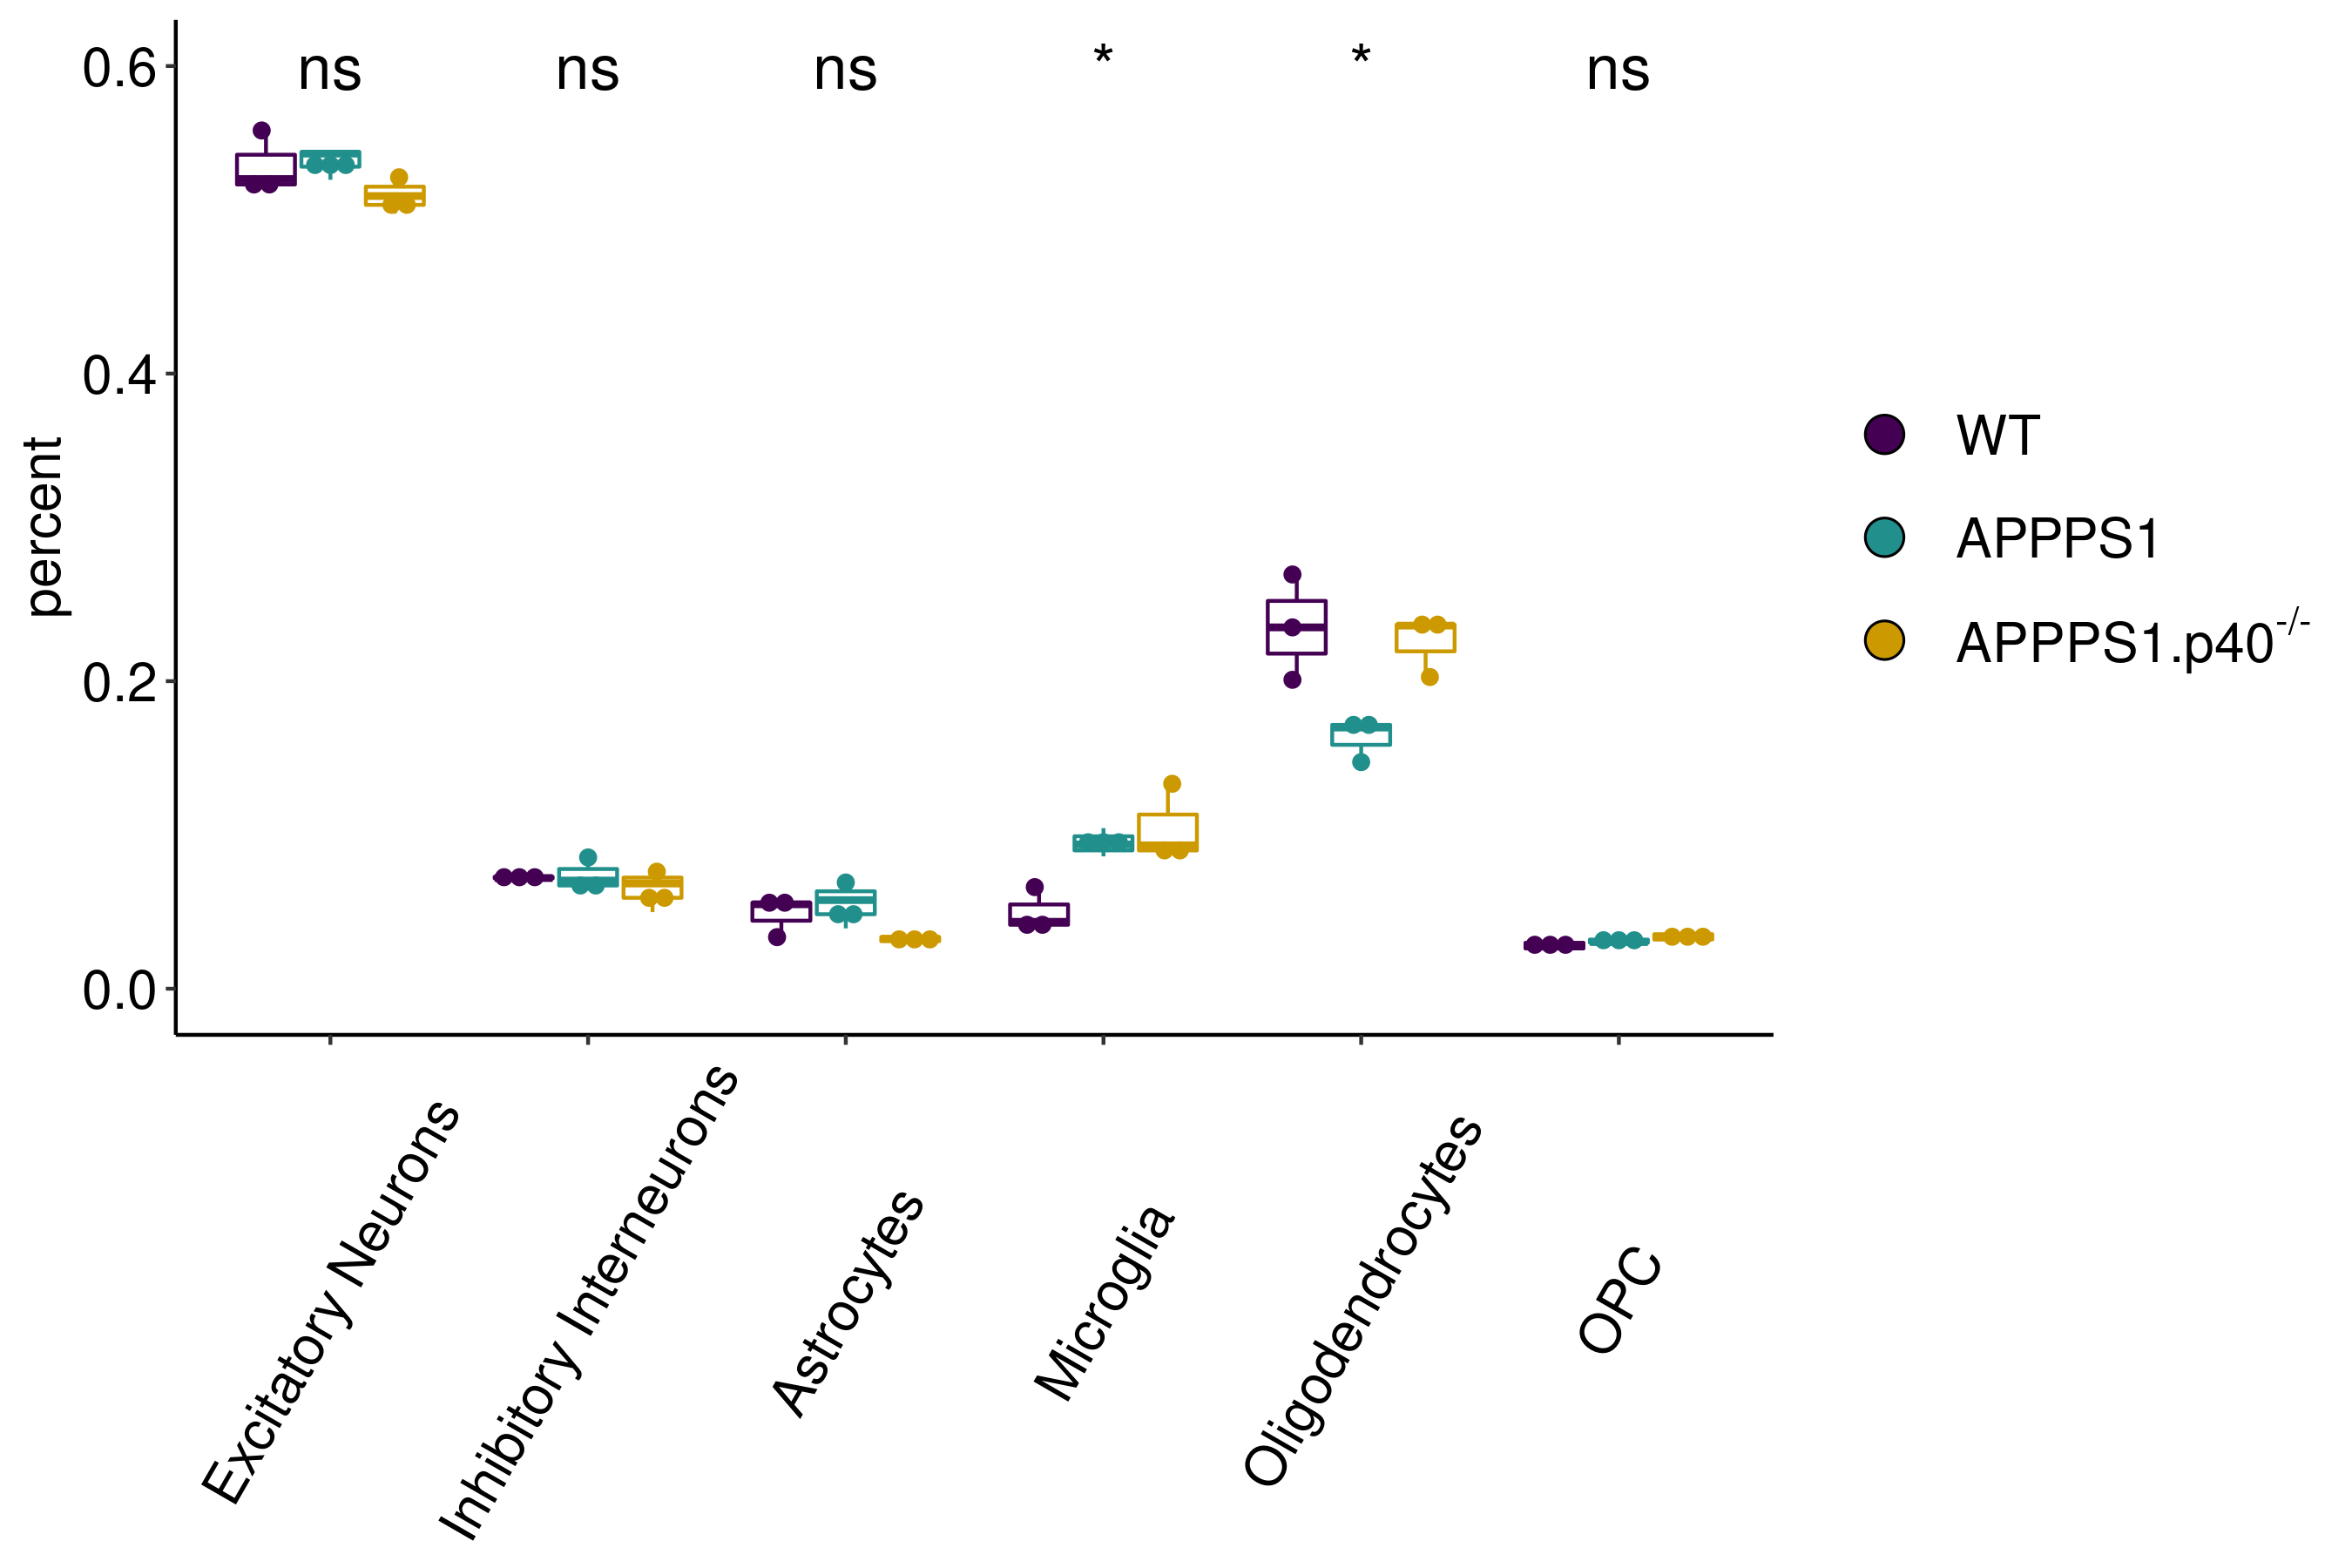 ns ns ns * * ns
0.6
0.4
0.2
0.0
percent
Excitatory Neurons
Inhibitory Interneurons
Astrocytes
Microglia
Oligodendrocytes
OPC
WT
APPPS1
APPPS1.p40-/-